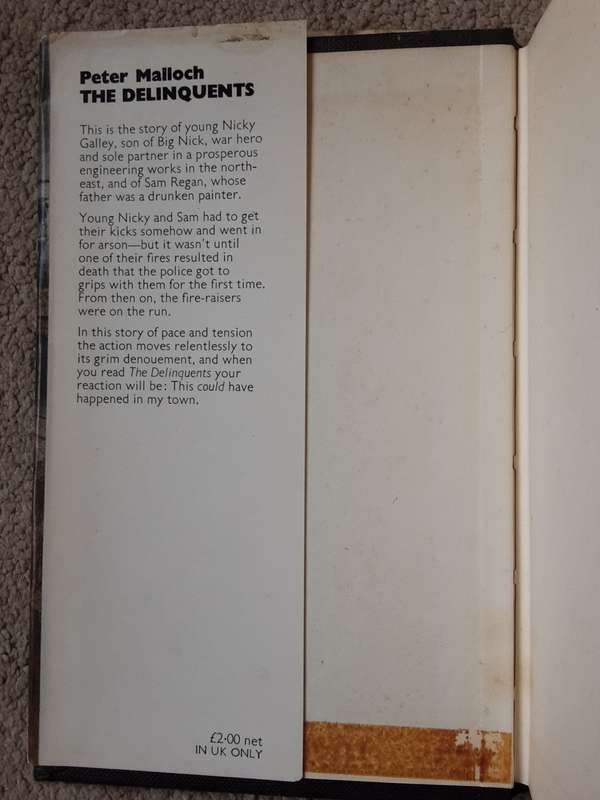 Peter Malloch
THE DELINQUENTS
This is the story of young Nicky
Galley, son of Big Nick, war hero
and sole partner in a prosperous
engineering works in the north-
east, and of Sam Regan, whose
father was a drunken painter.
Young Nicky and Sam had to get
their kicks somehow and went in
for arson—but it wasn't until
one of their fires resulted in
death that the police got to
grips with them for the first time.
From then on, the fire-raisers
were on the run.
In this story of pace and tension
the action moves relentlessly to
its grim denouement, and when
you read The Delinquents your
reaction will be: This could have
happened in my town.
£2·00 net
IN UK ONLY